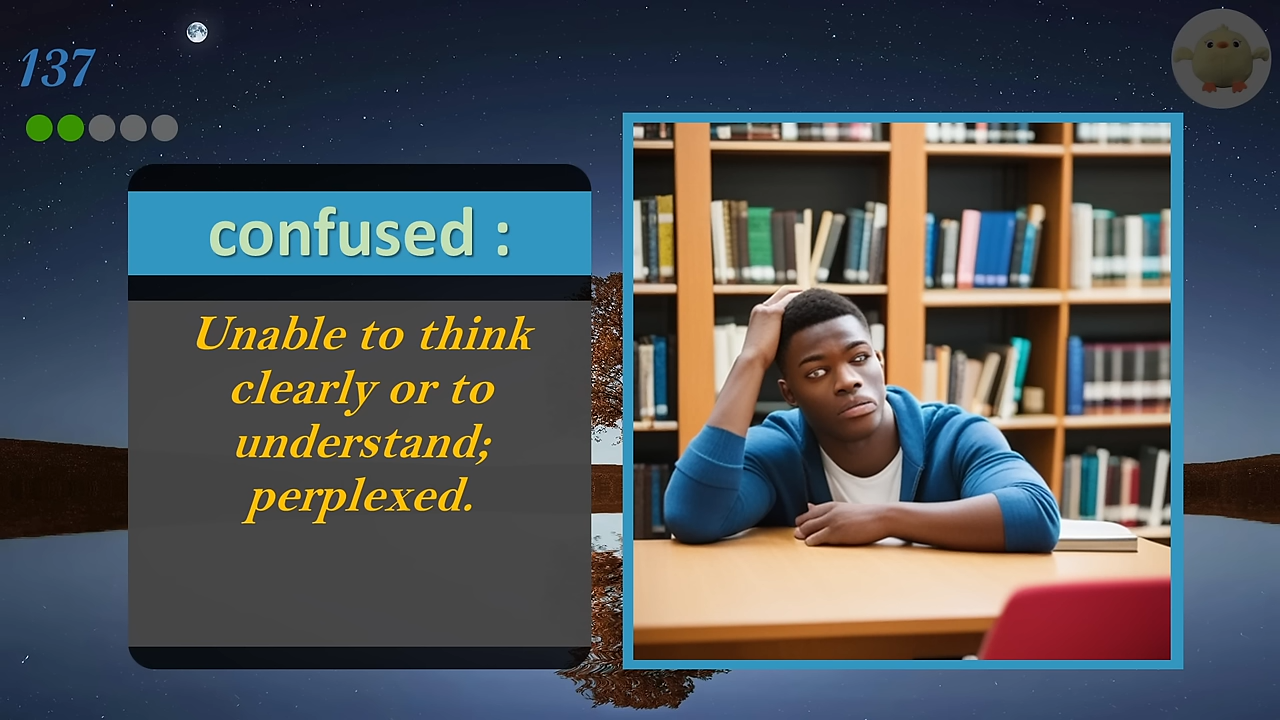 137
confused :
Unable to think
clearly or to
understand;
perplexed.